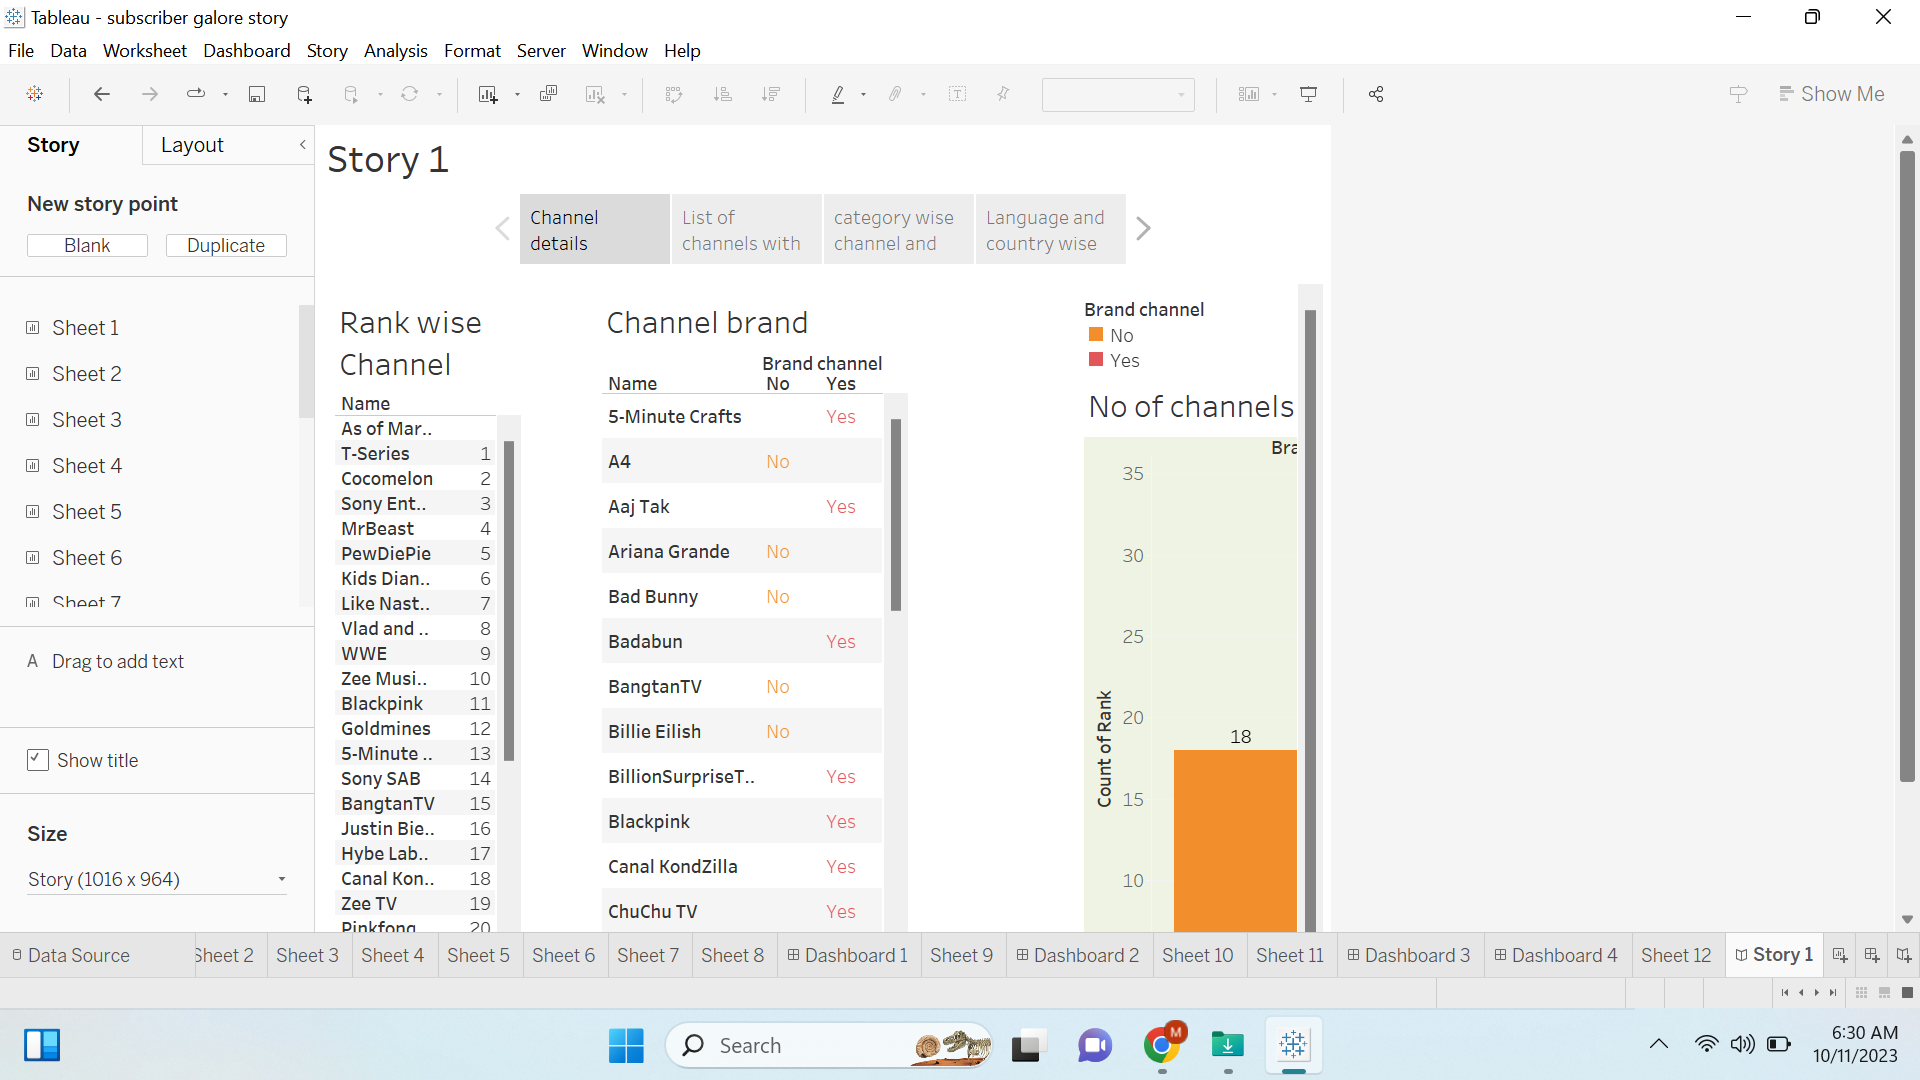 Tableau - subscriber galore story
File Data Worksheet Dashboard Story Analysis Format Server Window Help
Show Me
Story
Layout
New story point
Blank
Duplicate
Sheet 1
Sheet 2
Sheet 3
Sheet 4
Sheet 5
Sheet 6
Sheet 7
A Drag to add text
Show title
Size
Story (1016 x 964)
Story 1
Channel
details
List of
channels with
category wise
channel and
Language and
country wise
Rank wise
Channel
Name
As of Mar..
T-Series 1
Cocomelon 2
Sony Ent.. 3
MrBeast 4
PewDiePie 5
Kids Dian.. 6
Like Nast.. 7
Vlad and .. 8
WWE 9
Zee Musi.. 10
Blackpink 11
Goldmines 12
5-Minute .. 13
Sony SAB 14
BangtanTV 15
Justin Bie.. 16
Hybe Lab.. 17
Canal Kon.. 18
Zee TV 19
Pinkfong 20
Channel brand
Brand channel
Name No Yes
5-Minute Crafts Yes
A4 No
Aaj Tak Yes
Ariana Grande No
Bad Bunny No
Badabun Yes
BangtanTV No
Billie Eilish No
BillionSurpriseT.. Yes
Blackpink Yes
Canal KondZilla Yes
ChuChu TV Yes
Brand channel
No
Yes
No of channels
Bra
35
30
25
20
15
10
Count of Rank
18
Data Source
Sheet 2
Sheet 3
Sheet 4
Sheet 5
Sheet 6
Sheet 7
Sheet 8
Dashboard 1
Sheet 9
Dashboard 2
Sheet 10
Sheet 11
Dashboard 3
Dashboard 4
Sheet 12
Story 1
Search
M
6:30 AM
10/11/2023